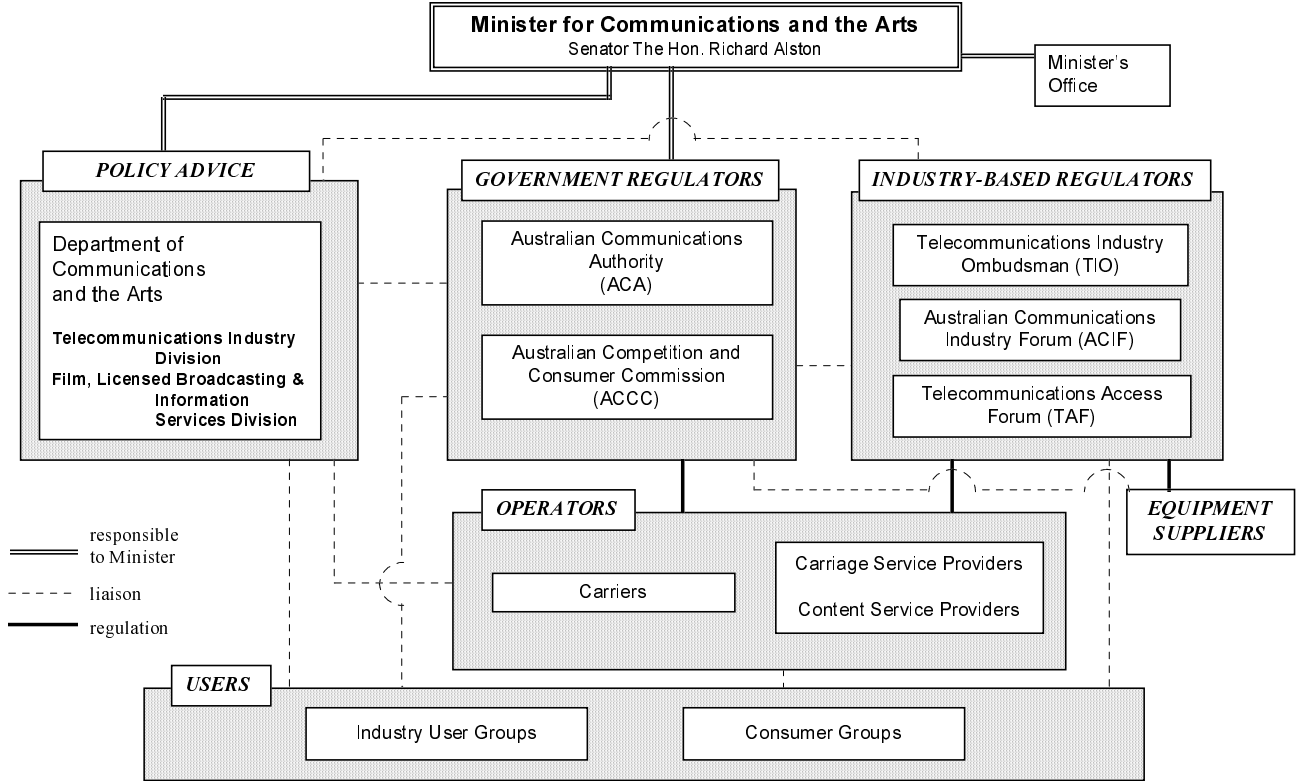 Minister for Communications and the Arts
Senator The Hon. Richard Alston
Minister's
Office
POLICY ADVICE
Department of
Communications
and the Arts
Telecommunications Industry
Division
Film, Licensed Broadcasting &
Information
Services Division
GOVERNMENT REGULATORS
Australian Communications
Authority
(ACA)
Australian Competition and
Consumer Commission
(ACCC)
INDUSTRY-BASED REGULATORS
Telecommunications Industry
Ombudsman (TIO)
Australian Communications
Industry Forum (ACIF)
Telecommunications Access
Forum (TAF)
responsible
to Minister
liaison
regulation
OPERATORS
Carriers
Carriage Service Providers
Content Service Providers
EQUIPMENT
SUPPLIERS
USERS
Industry User Groups
Consumer Groups